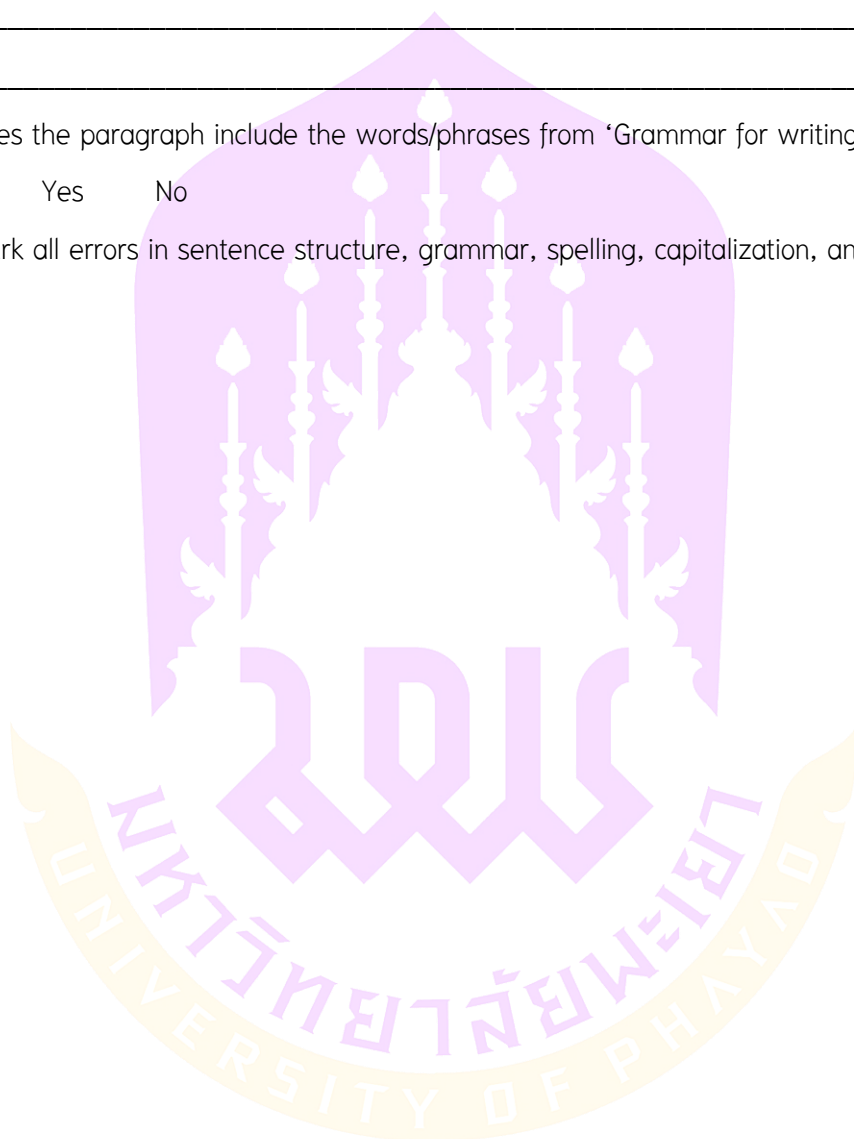 es the paragraph include the words/phrases from ‘Grammar for writing
Yes No
rk all errors in sentence structure, grammar, spelling, capitalization, an
มหาวิทยาลัยพะเยา
UNIVERSITY OF PHAYAO